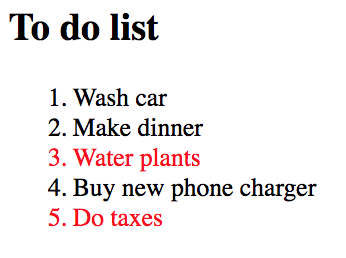 To do list
1. Wash car
2. Make dinner
3. Water plants
4. Buy new phone charger
5. Do taxes